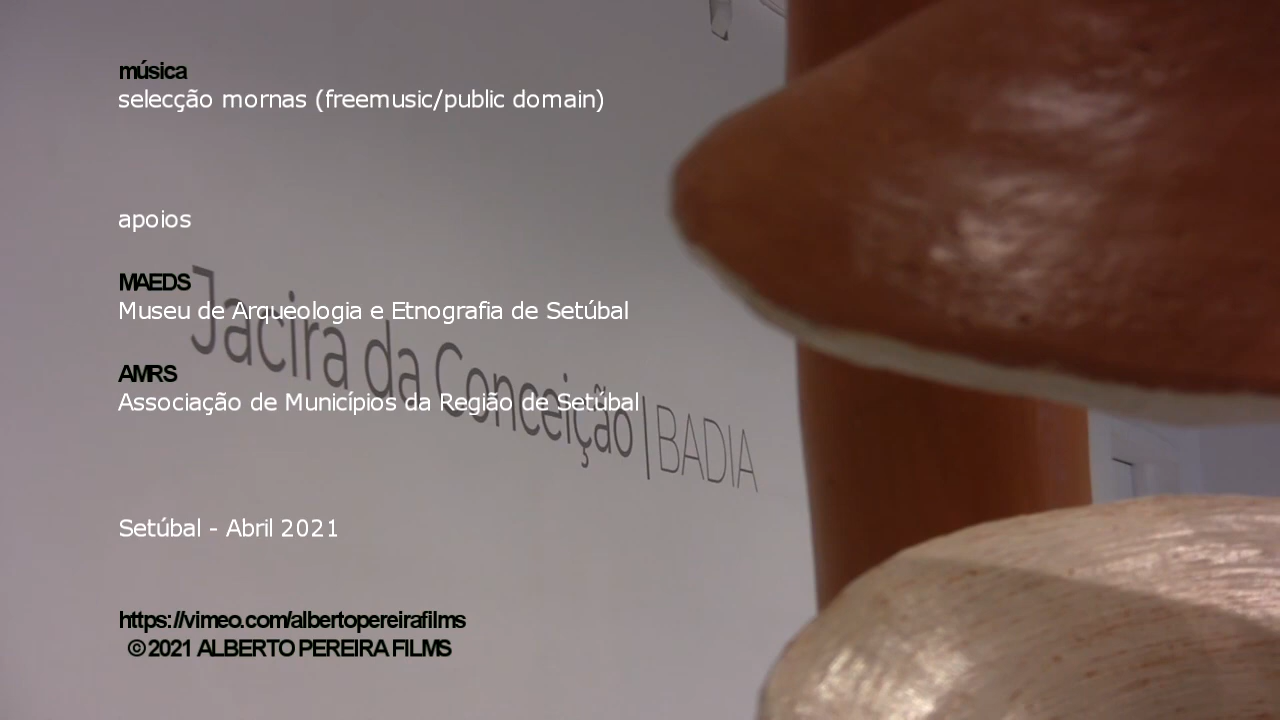 música
selecção mornas (freemusic/public domain)
apoios
MAEDS
Museu de Arqueologia e Etnografia de Setúbal
Jacira da Conceição | BADIA
AMRS
Associação de Municípios da Região de Setúbal
Setúbal - Abril 2021
https://vimeo.com/albertopereirafilms
© 2021 ALBERTO PEREIRA FILMS